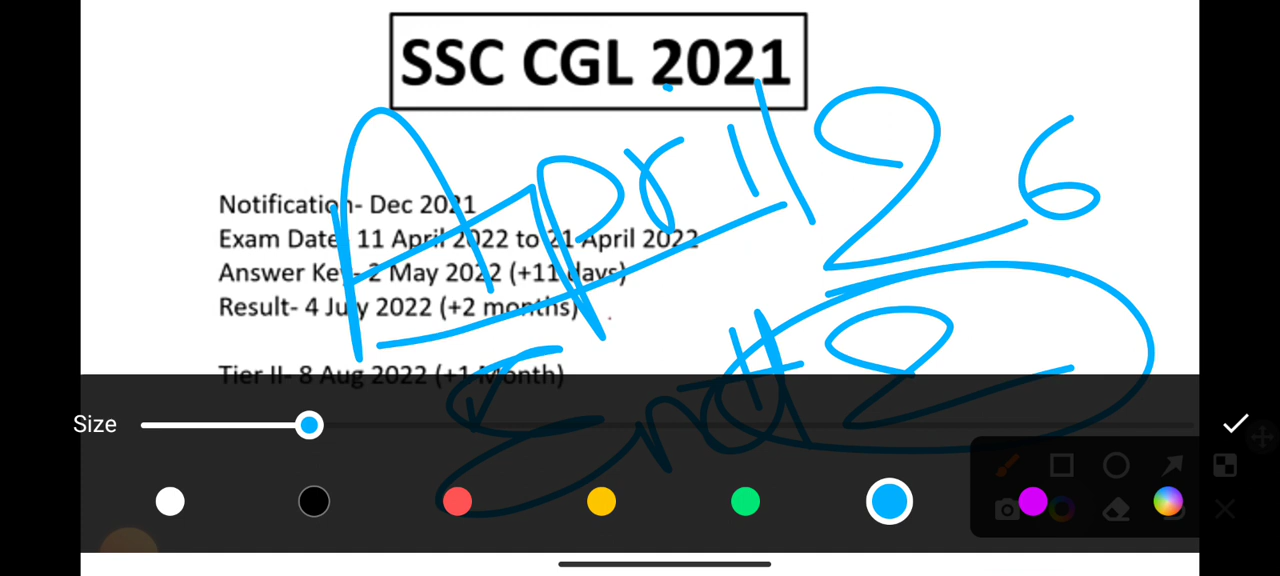 SSC CGL 2021
April 26
Notification- Dec 2021
Exam Date- 11 April 2022 to 21 April 2022
Answer Key- 2 May 2022 (+11 days)
Result- 4 July 2022 (+2 months)
Tier II- 8 Aug 2022 (+1 Month)
Size